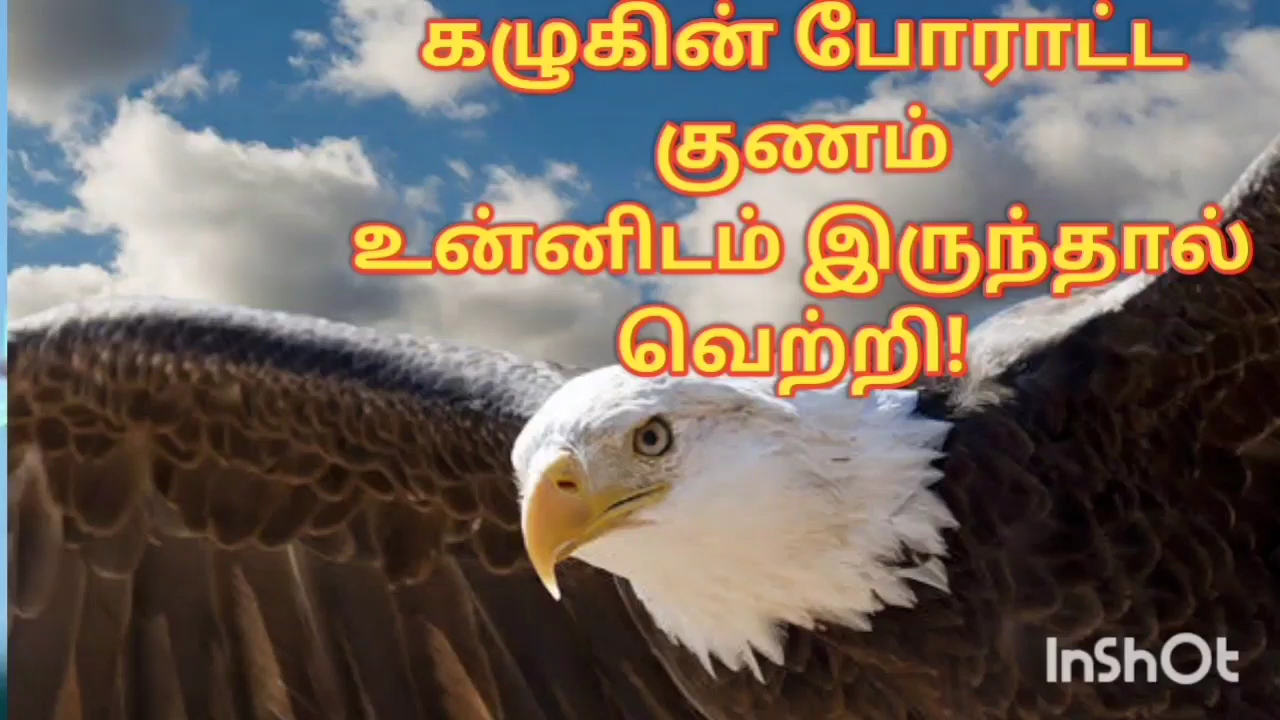 கழுகின் போராட்ட
குணம்
உன்னிடம் இருந்தால்
வெற்றி!
InShOt